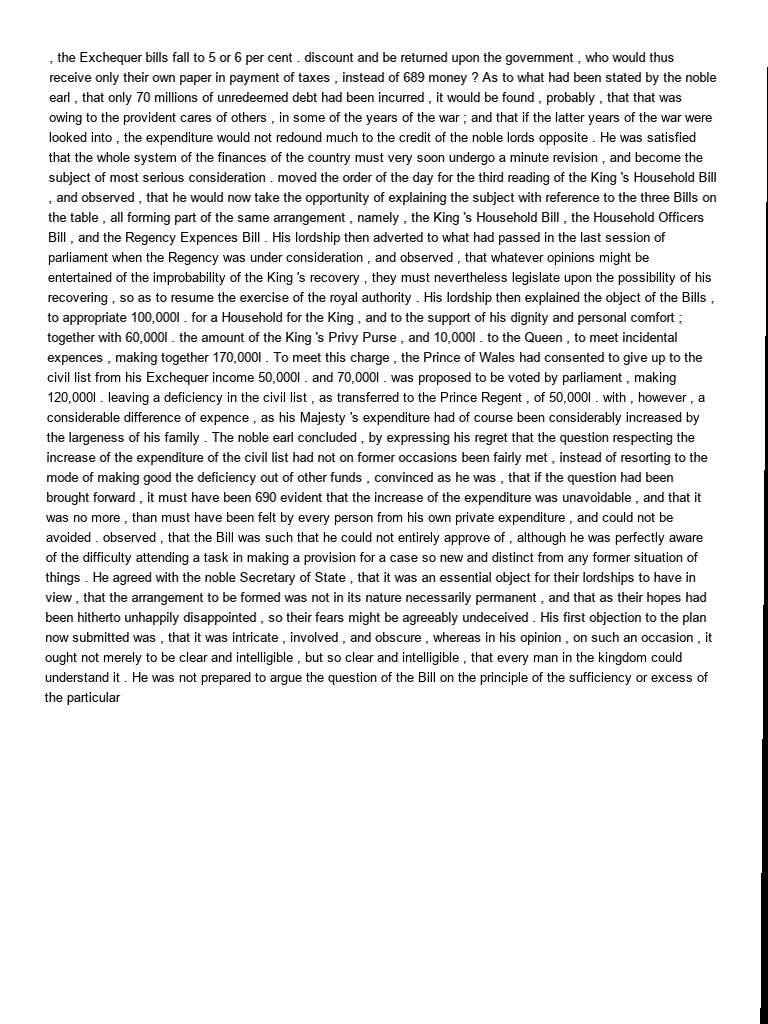 , the Exchequer bills fall to 5 or 6 per cent . discount and be returned upon the government , who would thus
receive only their own paper in payment of taxes , instead of 689 money ? As to what had been stated by the noble
earl , that only 70 millions of unredeemed debt had been incurred , it would be found , probably , that that was
owing to the provident cares of others , in some of the years of the war ; and that if the latter years of the war were
looked into , the expenditure would not redound much to the credit of the noble lords opposite . He was satisfied
that the whole system of the finances of the country must very soon undergo a minute revision , and become the
subject of most serious consideration . moved the order of the day for the third reading of the King 's Household Bill
, and observed , that he would now take the opportunity of explaining the subject with reference to the three Bills on
the table , all forming part of the same arrangement , namely , the King 's Household Bill , the Household Officers
Bill , and the Regency Expences Bill . His lordship then adverted to what had passed in the last session of
parliament when the Regency was under consideration , and observed , that whatever opinions might be
entertained of the improbability of the King 's recovery , they must nevertheless legislate upon the possibility of his
recovering , so as to resume the exercise of the royal authority . His lordship then explained the object of the Bills ,
to appropriate 100,000l . for a Household for the King , and to the support of his dignity and personal comfort ;
together with 60,000l . the amount of the King 's Privy Purse , and 10,000l . to the Queen , to meet incidental
expences , making together 170,000l . To meet this charge , the Prince of Wales had consented to give up to the
civil list from his Exchequer income 50,000l . and 70,000l . was proposed to be voted by parliament , making
120,000l . leaving a deficiency in the civil list , as transferred to the Prince Regent , of 50,000l . with , however , a
considerable difference of expence , as his Majesty 's expenditure had of course been considerably increased by
the largeness of his family . The noble earl concluded , by expressing his regret that the question respecting the
increase of the expenditure of the civil list had not on former occasions been fairly met , instead of resorting to the
mode of making good the deficiency out of other funds , convinced as he was , that if the question had been
brought forward , it must have been 690 evident that the increase of the expenditure was unavoidable , and that it
was no more , than must have been felt by every person from his own private expenditure , and could not be
avoided . observed , that the Bill was such that he could not entirely approve of , although he was perfectly aware
of the difficulty attending a task in making a provision for a case so new and distinct from any former situation of
things . He agreed with the noble Secretary of State , that it was an essential object for their lordships to have in
view , that the arrangement to be formed was not in its nature necessarily permanent , and that as their hopes had
been hitherto unhappily disappointed , so their fears might be agreeably undeceived . His first objection to the plan
now submitted was , that it was intricate , involved , and obscure , whereas in his opinion , on such an occasion , it
ought not merely to be clear and intelligible , but so clear and intelligible , that every man in the kingdom could
understand it . He was not prepared to argue the question of the Bill on the principle of the sufficiency or excess of
the particular